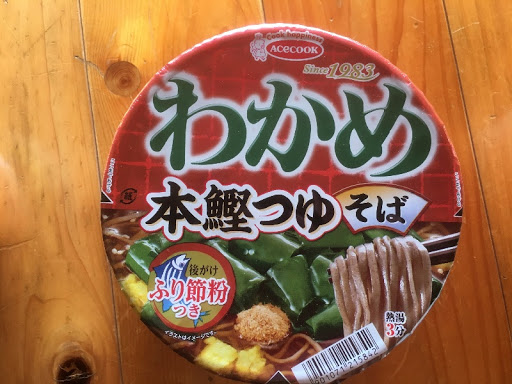 Cook happiness
ACECOOK
Since 1983
わかめ
本鰹つゆ
そば
後がけ
ふり節粉
つき
イラストはイメージです。
熱湯
3分